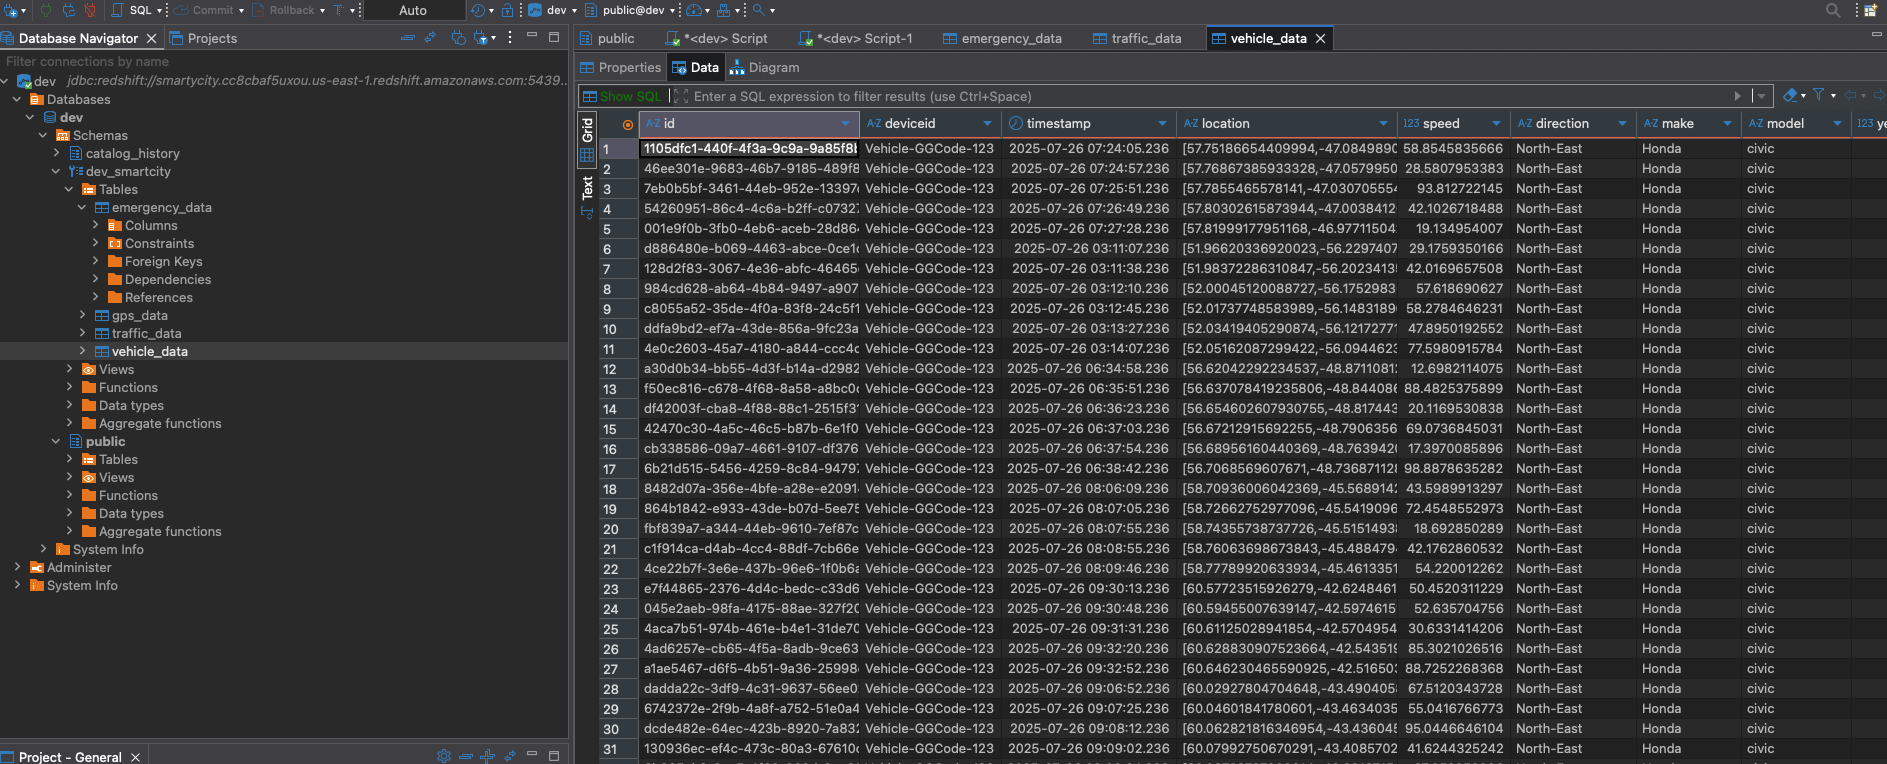 SQL Commit Rollback T Auto dev public@dev
Database Navigator Projects
Filter connections by name
dev jdbc:redshift://smartycity.cc8cbaf5uxou.us-east-1.redshift.amazonaws.com:5439...
Databases
dev
Schemas
catalog_history
dev_smartcity
Tables
emergency_data
Columns
Constraints
Foreign Keys
Dependencies
References
gps_data
traffic_data
vehicle_data
Views
Functions
Data types
Aggregate functions
public
Tables
Views
Functions
Data types
Aggregate functions
System Info
Administer
System Info
Project - General
public *<dev> Script *<dev> Script-1 emergency_data traffic_data vehicle_data
Properties Data Diagram
Show SQL Enter a SQL expression to filter results (use Ctrl+Space)
Grid
Text
A-Z id A-Z deviceid timestamp A-Z location 123 speed A-Z direction A-Z make A-Z model 123 ye
1 1105dfc1-440f-4f3a-9c9a-9a85f8 Vehicle-GGCode-123 2025-07-26 07:24:05.236 [57.75186654409994,-47.0849890 58.8545835666 North-East Honda civic
2 46ee301e-9683-46b7-9185-489f8 Vehicle-GGCode-123 2025-07-26 07:24:57.236 [57.76867385933328,-47.0579950 28.5807953383 North-East Honda civic
3 7eb0b5bf-3461-44eb-952e-13397 Vehicle-GGCode-123 2025-07-26 07:25:51.236 [57.7855465578141,-47.030705554 93.812722145 North-East Honda civic
4 54260951-86c4-4c6a-b2ff-c07327 Vehicle-GGCode-123 2025-07-26 07:26:49.236 [57.80302615873944,-47.0038412 42.1026718488 North-East Honda civic
5 001e9f0b-3fb0-4eb6-aceb-28d864 Vehicle-GGCode-123 2025-07-26 07:27:28.236 [57.81999177951168,-46.97711504 19.134954007 North-East Honda civic
6 d886480e-b069-4463-abce-0ce1 Vehicle-GGCode-123 2025-07-26 03:11:07.236 [51.96620336920023,-56.2297407 29.1759350166 North-East Honda civic
7 128d2f83-3067-4e36-abfc-46465 Vehicle-GGCode-123 2025-07-26 03:11:38.236 [51.98372286310847,-56.2023413 42.0169657508 North-East Honda civic
8 984cd628-ab64-4b84-9497-a907 Vehicle-GGCode-123 2025-07-26 03:12:10.236 [52.00045120088727,-56.1752983 57.618690627 North-East Honda civic
9 c8055a52-35de-4f0a-83f8-24c5f1 Vehicle-GGCode-123 2025-07-26 03:12:45.236 [52.01737748583989,-56.1483189 58.2784646231 North-East Honda civic
10 ddfa9bd2-ef7a-43de-856a-9fc23a Vehicle-GGCode-123 2025-07-26 03:13:27.236 [52.03419405290874,-56.12172771 47.8950192552 North-East Honda civic
11 4e0c2603-45a7-4180-a844-ccc4 Vehicle-GGCode-123 2025-07-26 03:14:07.236 [52.05162087299422,-56.0944623 77.5980915784 North-East Honda civic
12 a30d0b34-bb55-4d3f-b14a-d2982 Vehicle-GGCode-123 2025-07-26 06:34:58.236 [56.62042292234537,-48.8711081 12.6982114075 North-East Honda civic
13 f50ec816-c678-4f68-8a58-a8bc0 Vehicle-GGCode-123 2025-07-26 06:35:51.236 [56.637078419235806,-48.844086 88.4825375899 North-East Honda civic
14 df42003f-cba8-4f88-88c1-2515f3 Vehicle-GGCode-123 2025-07-26 06:36:23.236 [56.654602607930755,-48.817443 20.1169530838 North-East Honda civic
15 42470c30-4a5c-46c5-b87b-6e1f0 Vehicle-GGCode-123 2025-07-26 06:37:03.236 [56.67212915692255,-48.7906356 69.0736845031 North-East Honda civic
16 cb338586-09a7-4661-9107-df376 Vehicle-GGCode-123 2025-07-26 06:37:54.236 [56.68956160440369,-48.7639420 17.3970085896 North-East Honda civic
17 6b21d515-5456-4259-8c84-94797 Vehicle-GGCode-123 2025-07-26 06:38:42.236 [56.7068569607671,-48.736871128 98.8878635282 North-East Honda civic
18 8482d07a-356e-4bfe-a28e-e2091 Vehicle-GGCode-123 2025-07-26 08:06:09.236 [58.70936006042369,-45.5689142 43.5989913297 North-East Honda civic
19 864b1842-e933-43de-b07d-5ee75 Vehicle-GGCode-123 2025-07-26 08:07:05.236 [58.72662752977096,-45.5419096 72.4548552973 North-East Honda civic
20 fbf839a7-a344-44eb-9610-7ef87c Vehicle-GGCode-123 2025-07-26 08:07:55.236 [58.74355738737726,-45.5151493 18.692850289 North-East Honda civic
21 c1f914ca-d4ab-4cc4-88df-7cb66e Vehicle-GGCode-123 2025-07-26 08:08:55.236 [58.76063698673843,-45.488479 42.1762860532 North-East Honda civic
22 4ce22b7f-3e6e-437b-96e6-1f0b6a Vehicle-GGCode-123 2025-07-26 08:09:46.236 [58.77789920633934,-45.4613351 54.220012262 North-East Honda civic
23 e7f44865-2376-4d4c-bedc-c33d6 Vehicle-GGCode-123 2025-07-26 09:30:13.236 [60.57723515926279,-42.6248461 50.4520311229 North-East Honda civic
24 045e2aeb-98fa-4175-88ae-327f20 Vehicle-GGCode-123 2025-07-26 09:30:48.236 [60.59455007639147,-42.5974615 52.635704756 North-East Honda civic
25 4aca7b51-974b-461e-b4e1-31de70 Vehicle-GGCode-123 2025-07-26 09:31:31.236 [60.61125028941854,-42.5704954 30.6331414206 North-East Honda civic
26 4ad6257e-cb65-4f5a-8adb-9ce63 Vehicle-GGCode-123 2025-07-26 09:32:20.236 [60.628830907523664,-42.543519 85.3021026516 North-East Honda civic
27 a1ae5467-d6f5-4b51-9a36-25998 Vehicle-GGCode-123 2025-07-26 09:32:52.236 [60.646230465590925,-42.516503 88.7252268368 North-East Honda civic
28 dadda22c-3df9-4c31-9637-56ee0 Vehicle-GGCode-123 2025-07-26 09:06:52.236 [60.02927804704648,-43.490405 67.5120343728 North-East Honda civic
29 6742372e-2f9b-4a8f-a752-51e0a4 Vehicle-GGCode-123 2025-07-26 09:07:25.236 [60.04601841780601,-43.4634035 55.0416766773 North-East Honda civic
30 dcde482e-64ec-423b-8920-7a832 Vehicle-GGCode-123 2025-07-26 09:08:12.236 [60.062821816346954,-43.436045 95.0446646104 North-East Honda civic
31 130936ec-ef4c-473c-80a3-67610 Vehicle-GGCode-123 2025-07-26 09:09:02.236 [60.07992750670291,-43.4085702 41.6244325242 North-East Honda civic